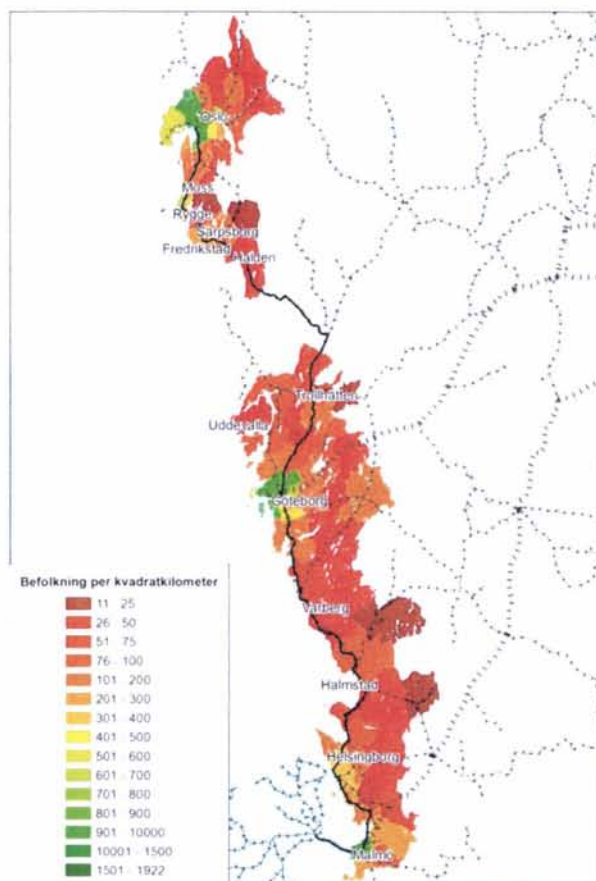 Oslo
Moss
Rygge
Sarpsborg
Fredrikstad
Halden
Trollhättan
Uddevalla
Göteborg
Befolkning per kvadratkilometer
11 - 25
26 - 50
51 - 75
76 - 100
101 - 200
201 - 300
301 - 400
401 - 500
501 - 600
601 - 700
701 - 800
801 - 900
901 - 10000
10001 - 1500
1501 - 1922
Varberg
Halmstad
Helsingborg
Malmö